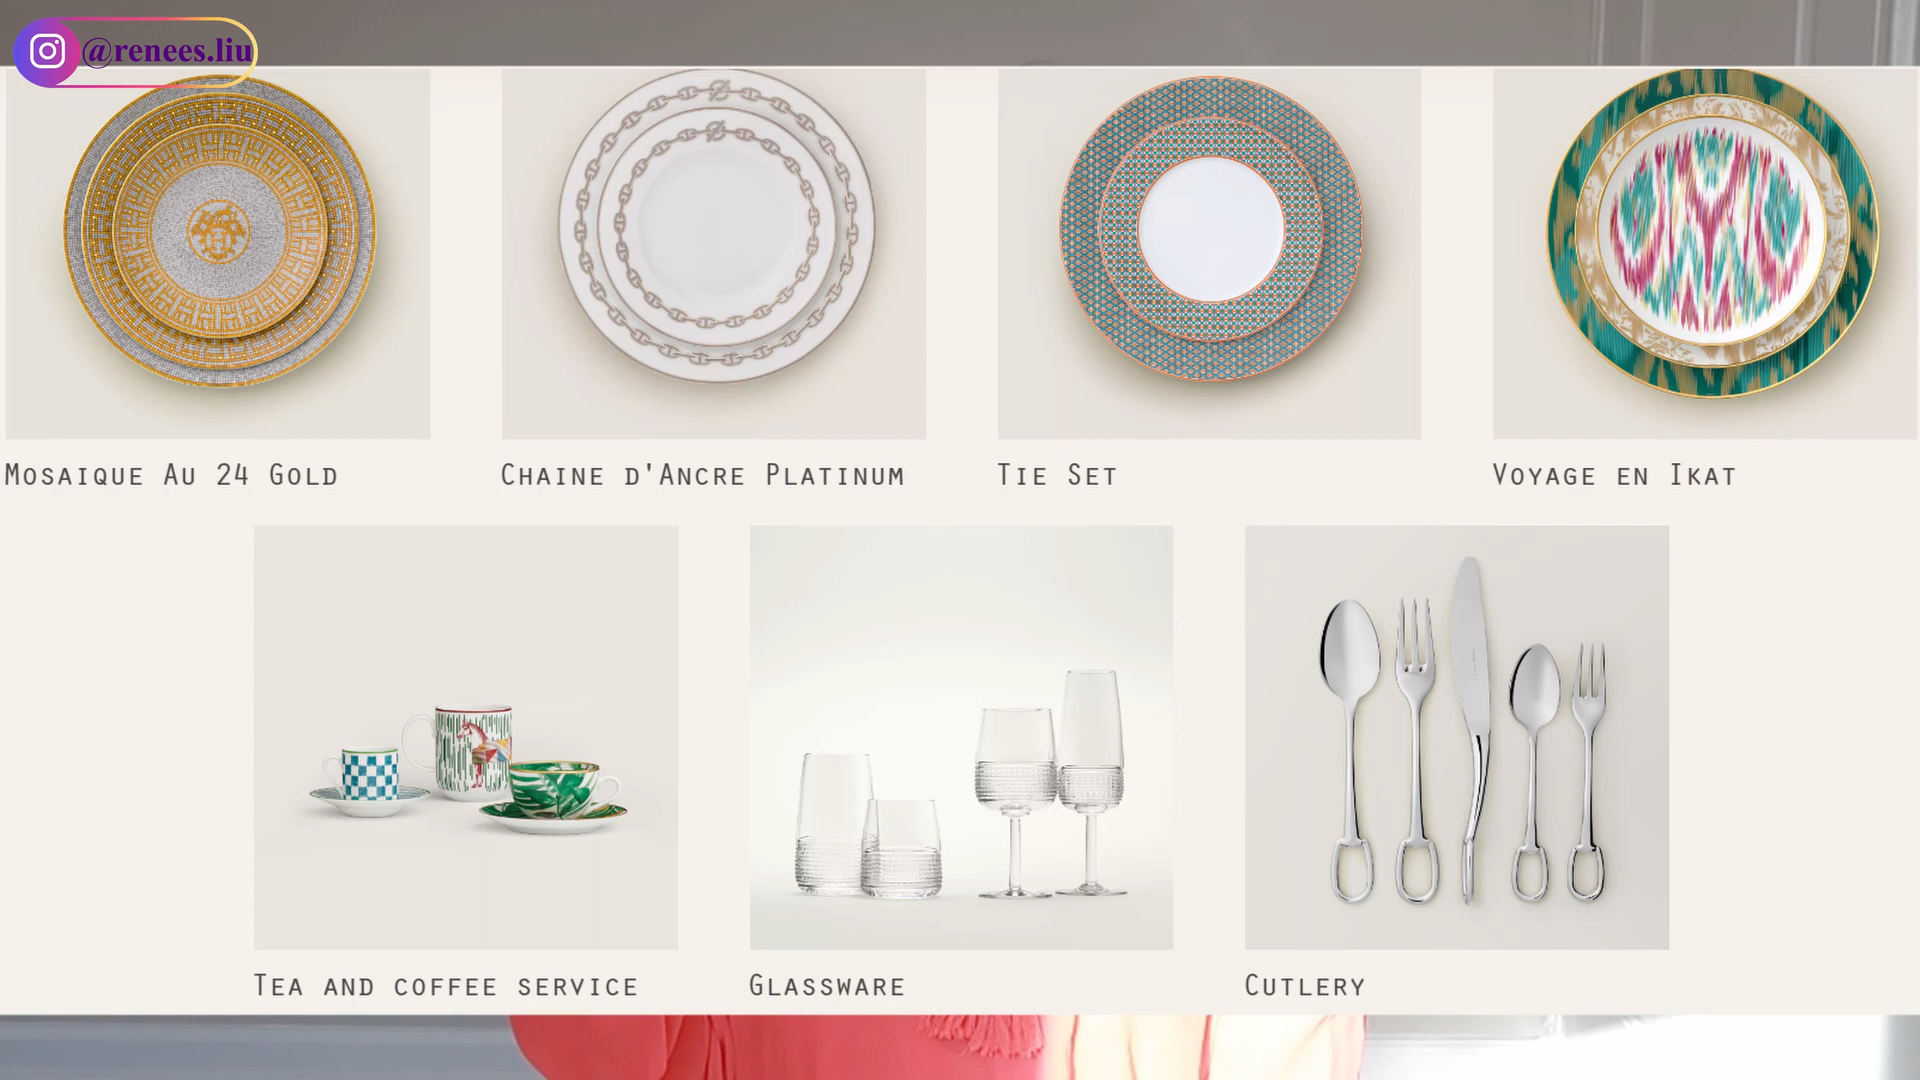 @renees.liu
Mosaique Au 24 Gold
Chaine d'Ancre Platinum
Tie Set
Voyage en Ikat
Tea and coffee service
Glassware
Cutlery